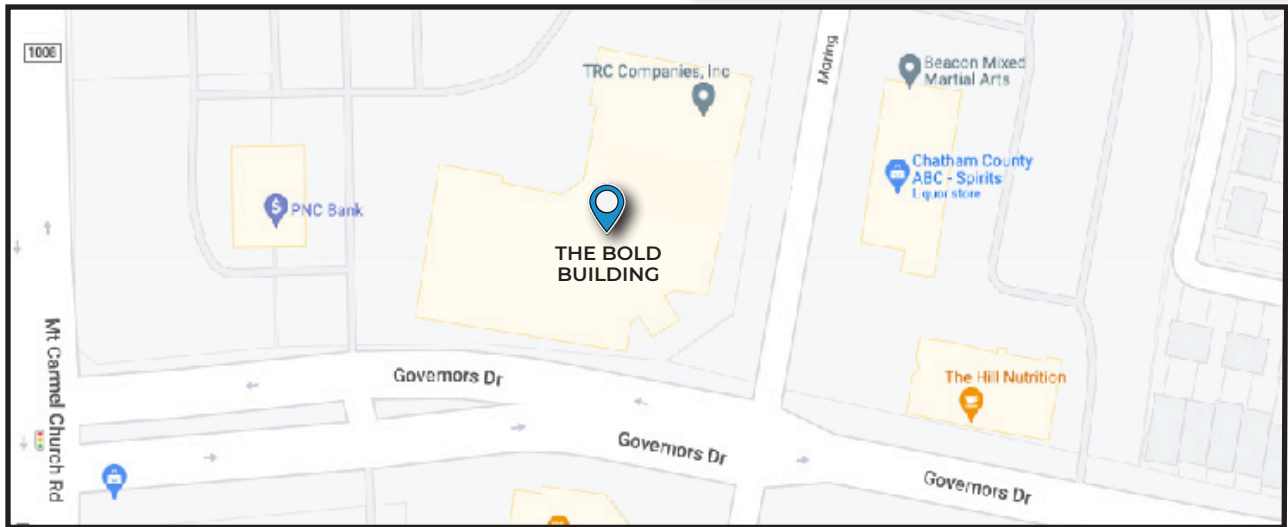 1008
TRC Companies, Inc
Moring
Beacon Mixed
Martial Arts
Chatham County
ABC - Spirits
Liquor store
$ PNC Bank
THE BOLD
BUILDING
Mt Carmel Church Rd
Governors Dr
The Hill Nutrition
Governors Dr
Governors Dr